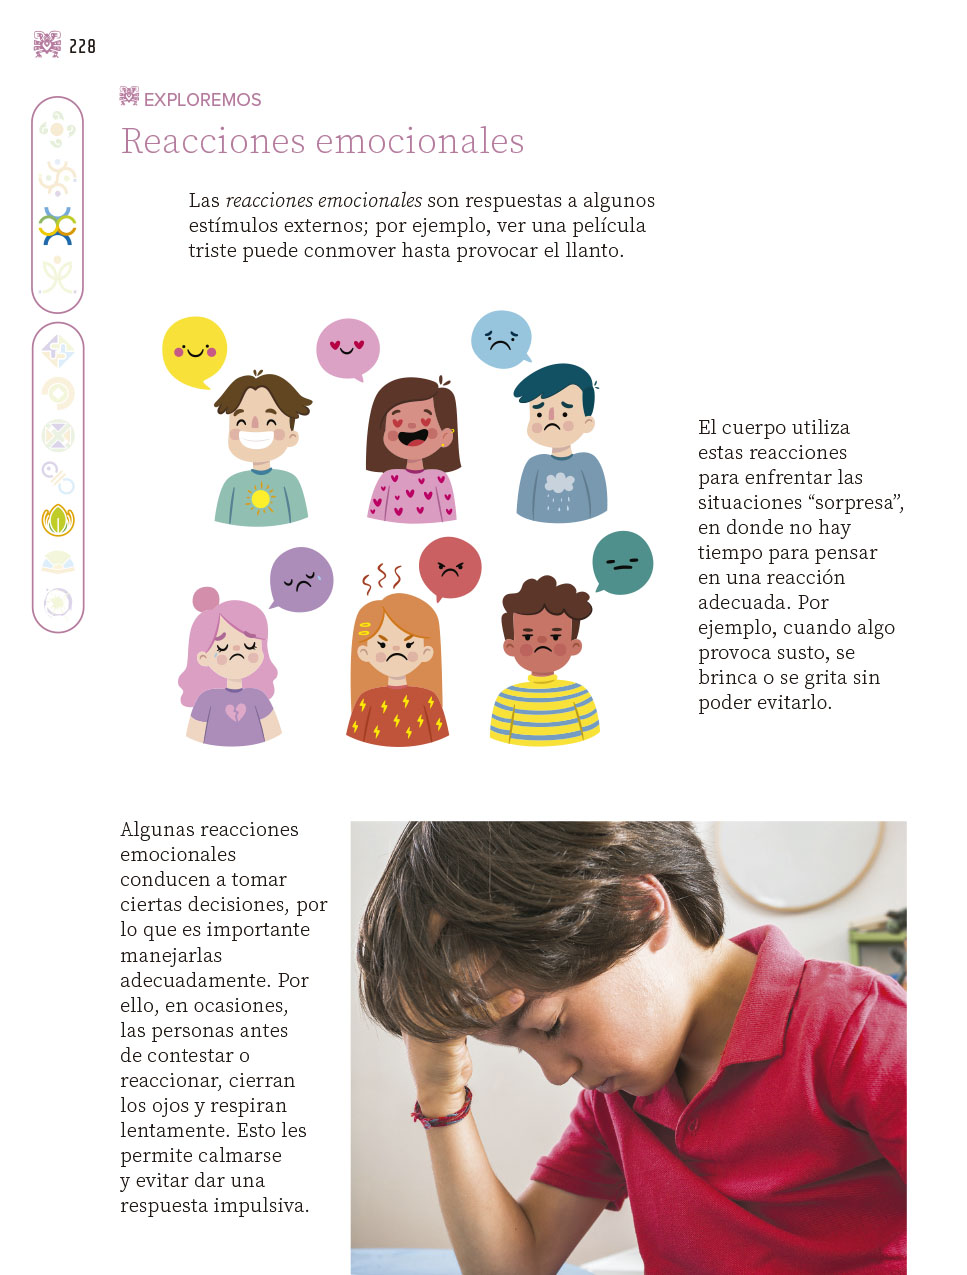 228
EXPLOREMOS
Reacciones emocionales
Las reacciones emocionales son respuestas a algunos
estímulos externos; por ejemplo, ver una película
triste puede conmover hasta provocar el llanto.
El cuerpo utiliza
estas reacciones
para enfrentar las
situaciones “sorpresa”,
en donde no hay
tiempo para pensar
en una reacción
adecuada. Por
ejemplo, cuando algo
provoca susto, se
brinca o se grita sin
poder evitarlo.
Algunas reacciones
emocionales
conducen a tomar
ciertas decisiones, por
lo que es importante
manejarlas
adecuadamente. Por
ello, en ocasiones,
las personas antes
de contestar o
reaccionar, cierran
los ojos y respiran
lentamente. Esto les
permite calmarse
y evitar dar una
respuesta impulsiva.